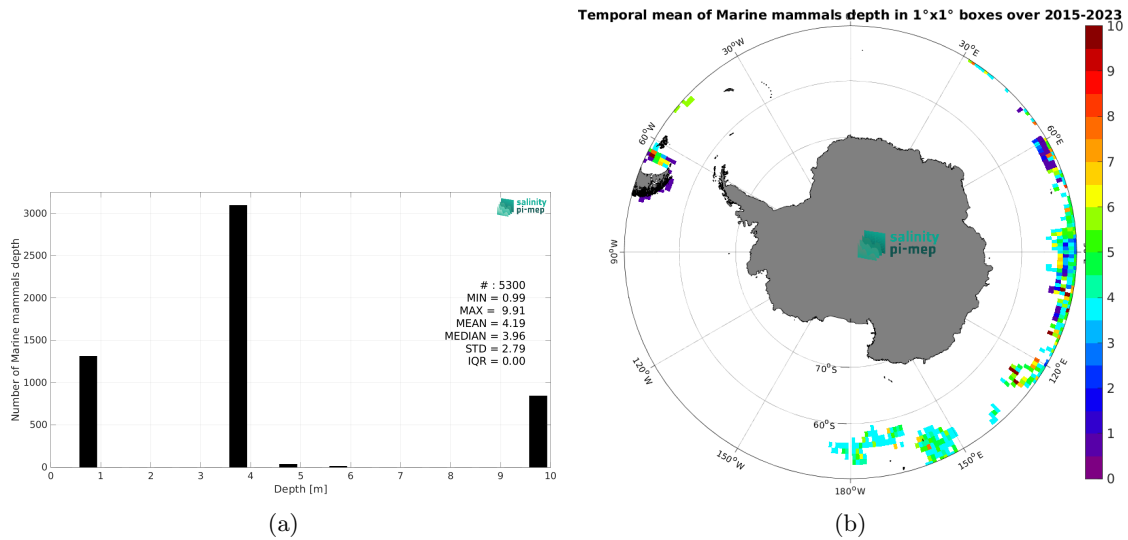 Temporal mean of Marine mammals depth in 1°x1° boxes over 2015-2023
Number of Marine mammals depth
3000
2500
2000
1500
1000
500
0
0 1 2 3 4 5 6 7 8 9 10
Depth [m]
salinity
pi-mep
# : 5300
MIN = 0.99
MAX = 9.91
MEAN = 4.19
MEDIAN = 3.96
STD = 2.79
IQR = 0.00
(a)
30°W
30°E
60°W
60°E
90°W
120°W
120°E
150°W
150°E
180°W
70°S
60°S
salinity
pi-mep
10
9
8
7
6
5
4
3
2
1
0
(b)